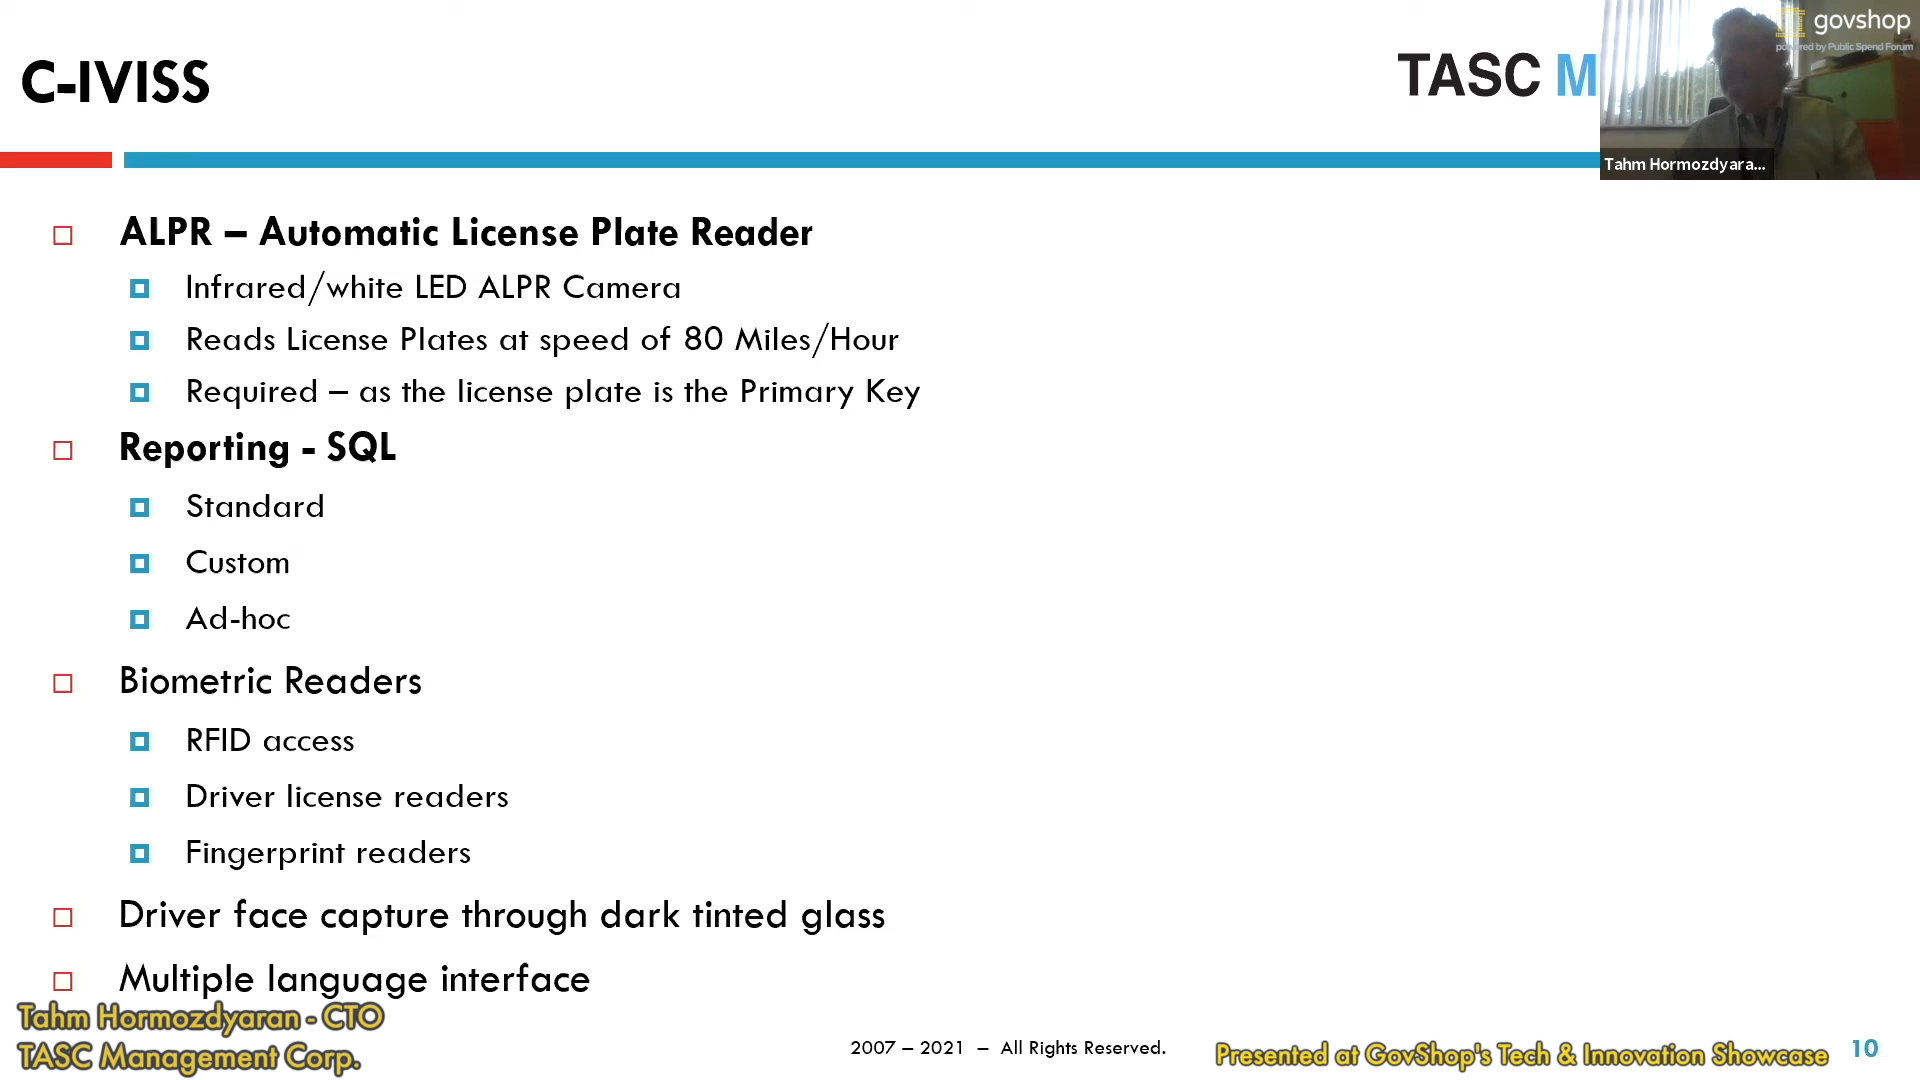 C-IVISS
TASC M
govshop
powered by Public Spend Forum
Tahm Hormozdyara...
ALPR – Automatic License Plate Reader
Infrared/white LED ALPR Camera
Reads License Plates at speed of 80 Miles/Hour
Required – as the license plate is the Primary Key
Reporting - SQL
Standard
Custom
Ad-hoc
Biometric Readers
RFID access
Driver license readers
Fingerprint readers
Driver face capture through dark tinted glass
Multiple language interface
Tahm Hormozdyaran - CTO
TASC Management Corp.
2007 – 2021 – All Rights Reserved.
Presented at GovShop's Tech & Innovation Showcase
10